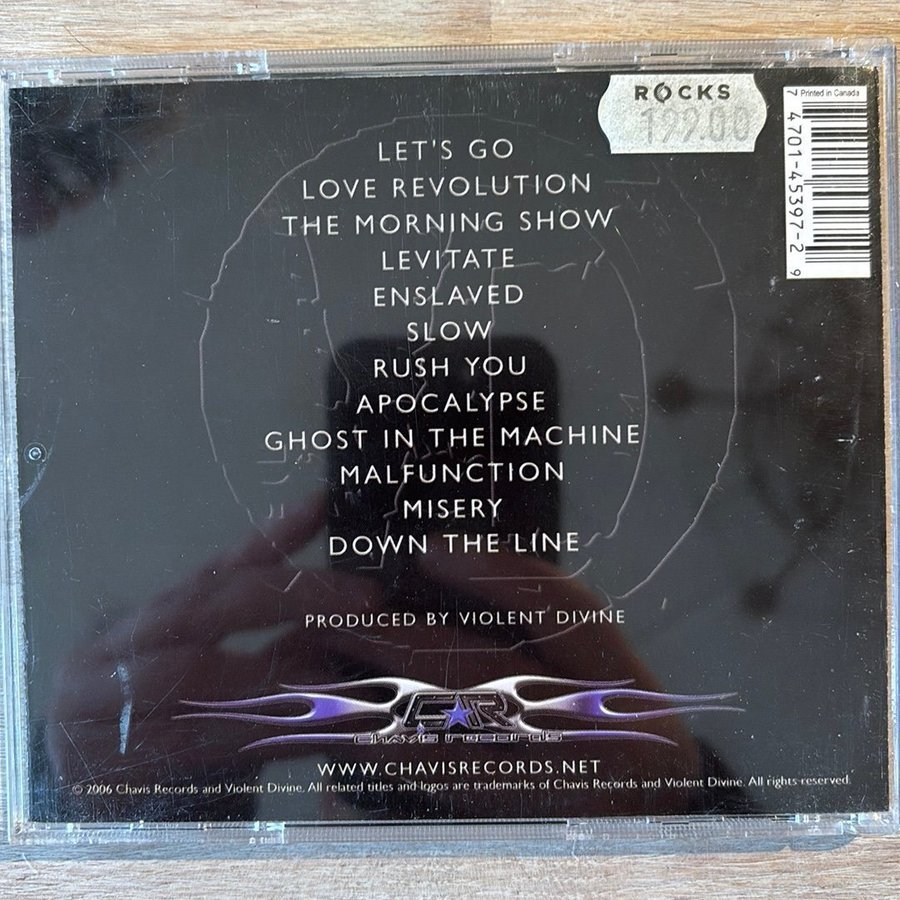 ROCKS
199.00
Printed in Canada
7 4701-45397-2 9
LET'S GO
LOVE REVOLUTION
THE MORNING SHOW
LEVITATE
ENSLAVED
SLOW
RUSH YOU
APOCALYPSE
GHOST IN THE MACHINE
MALFUNCTION
MISERY
DOWN THE LINE
PRODUCED BY VIOLENT DIVINE
C★R
CHAVIS RECORDS
WWW.CHAVISRECORDS.NET
© 2006 Chavis Records and Violent Divine. All related titles and logos are trademarks of Chavis Records and Violent Divine. All rights reserved.